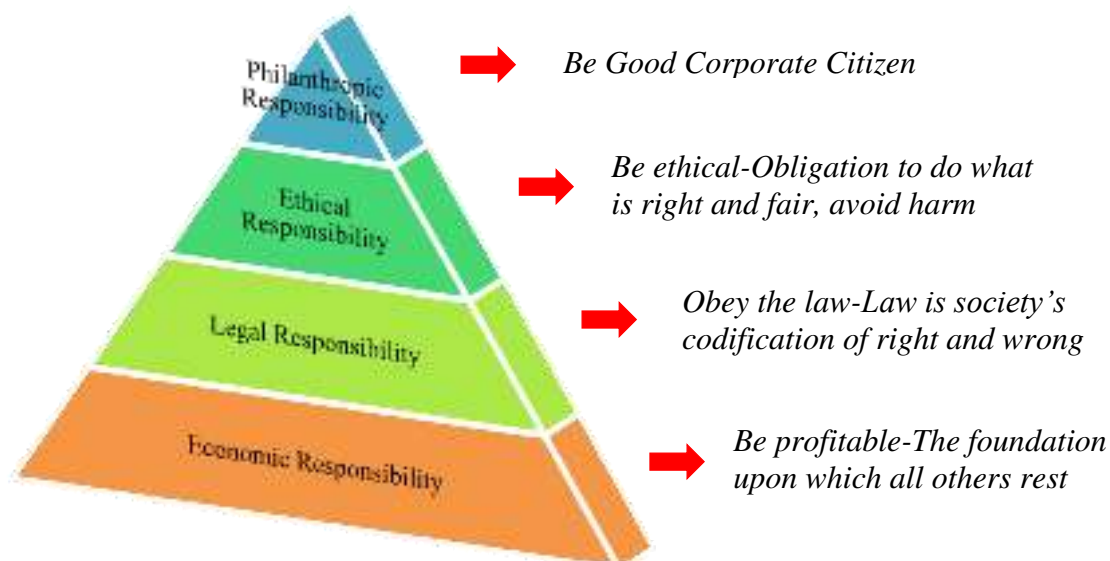 Philanthropic
Responsibility
Be Good Corporate Citizen
Ethical
Responsibility
Be ethical-Obligation to do what
is right and fair, avoid harm
Legal Responsibility
Obey the law-Law is society’s
codification of right and wrong
Economic Responsibility
Be profitable-The foundation
upon which all others rest